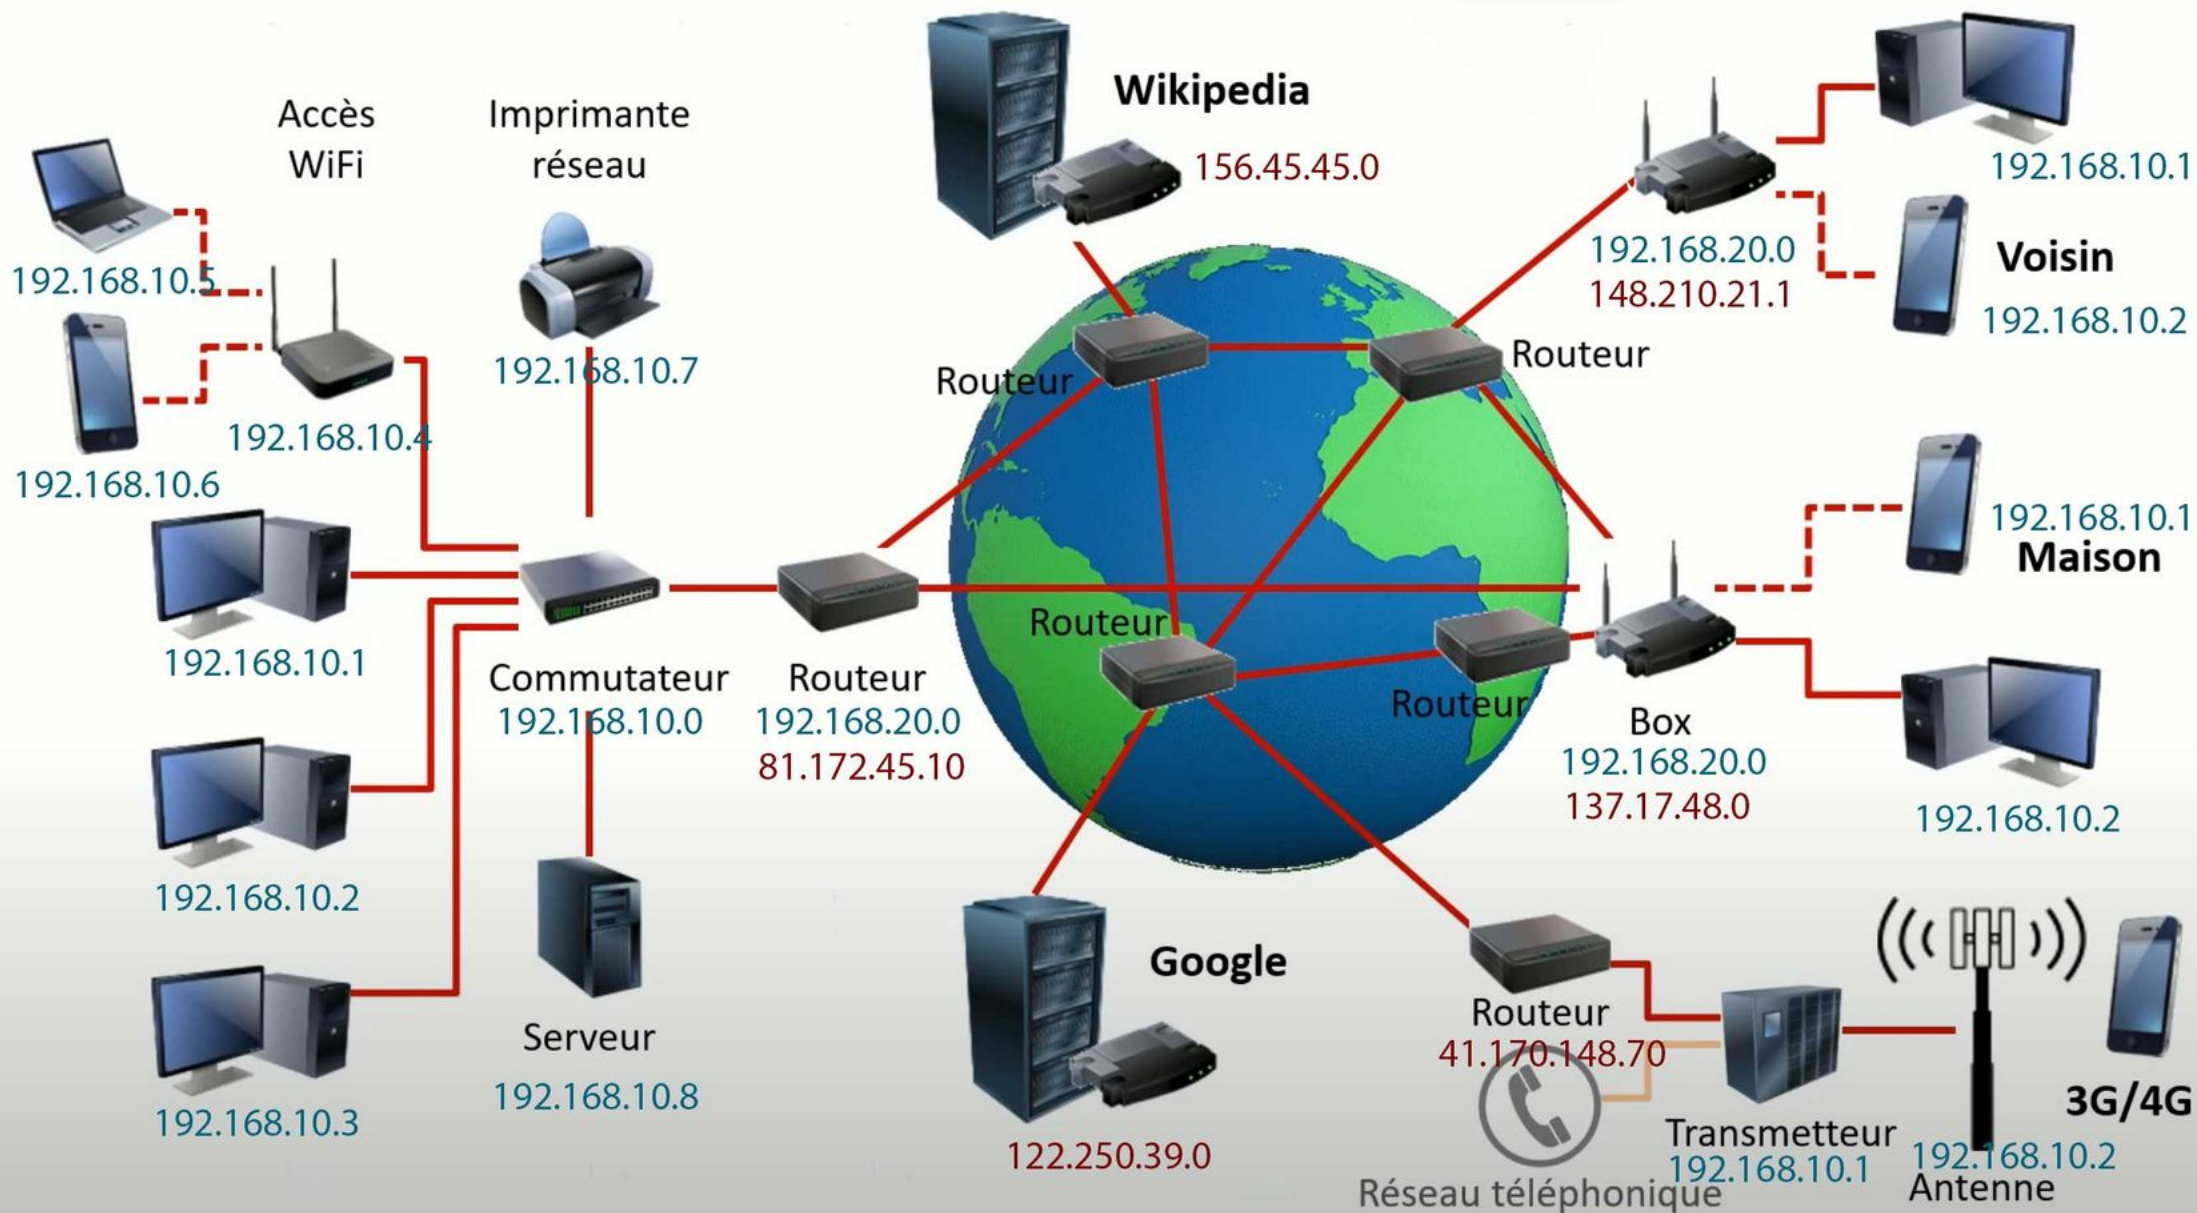 Accès
WiFi
Imprimante
réseau
192.168.10.5
192.168.10.4
192.168.10.7
192.168.10.6
192.168.10.1
192.168.10.2
192.168.10.3
Commutateur
192.168.10.0
Routeur
192.168.20.0
81.172.45.10
Serveur
192.168.10.8
Wikipedia
156.45.45.0
Routeur
Routeur
Routeur
Routeur
192.168.20.0
148.210.21.1
192.168.10.1
Voisin
192.168.10.2
192.168.10.1
Maison
Box
192.168.20.0
137.17.48.0
192.168.10.2
Google
122.250.39.0
Routeur
41.170.148.70
Réseau téléphonique
Transmetteur
192.168.10.1
3G/4G
192.168.10.2
Antenne